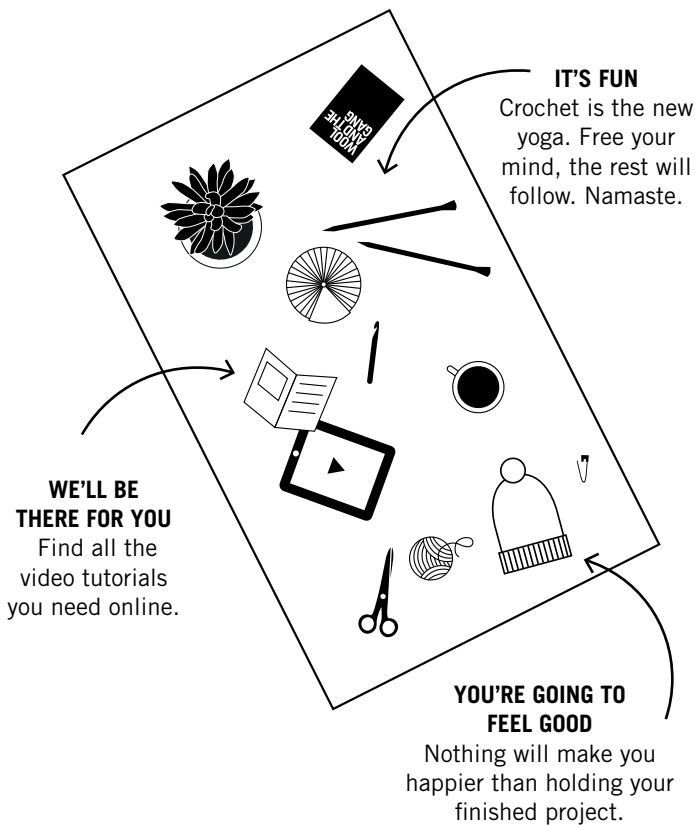 WOOL
AND THE
GANG
IT'S FUN
Crochet is the new
yoga. Free your
mind, the rest will
follow. Namaste.
WE'LL BE
THERE FOR YOU
Find all the
video tutorials
you need online.
YOU'RE GOING TO
FEEL GOOD
Nothing will make you
happier than holding your
finished project.